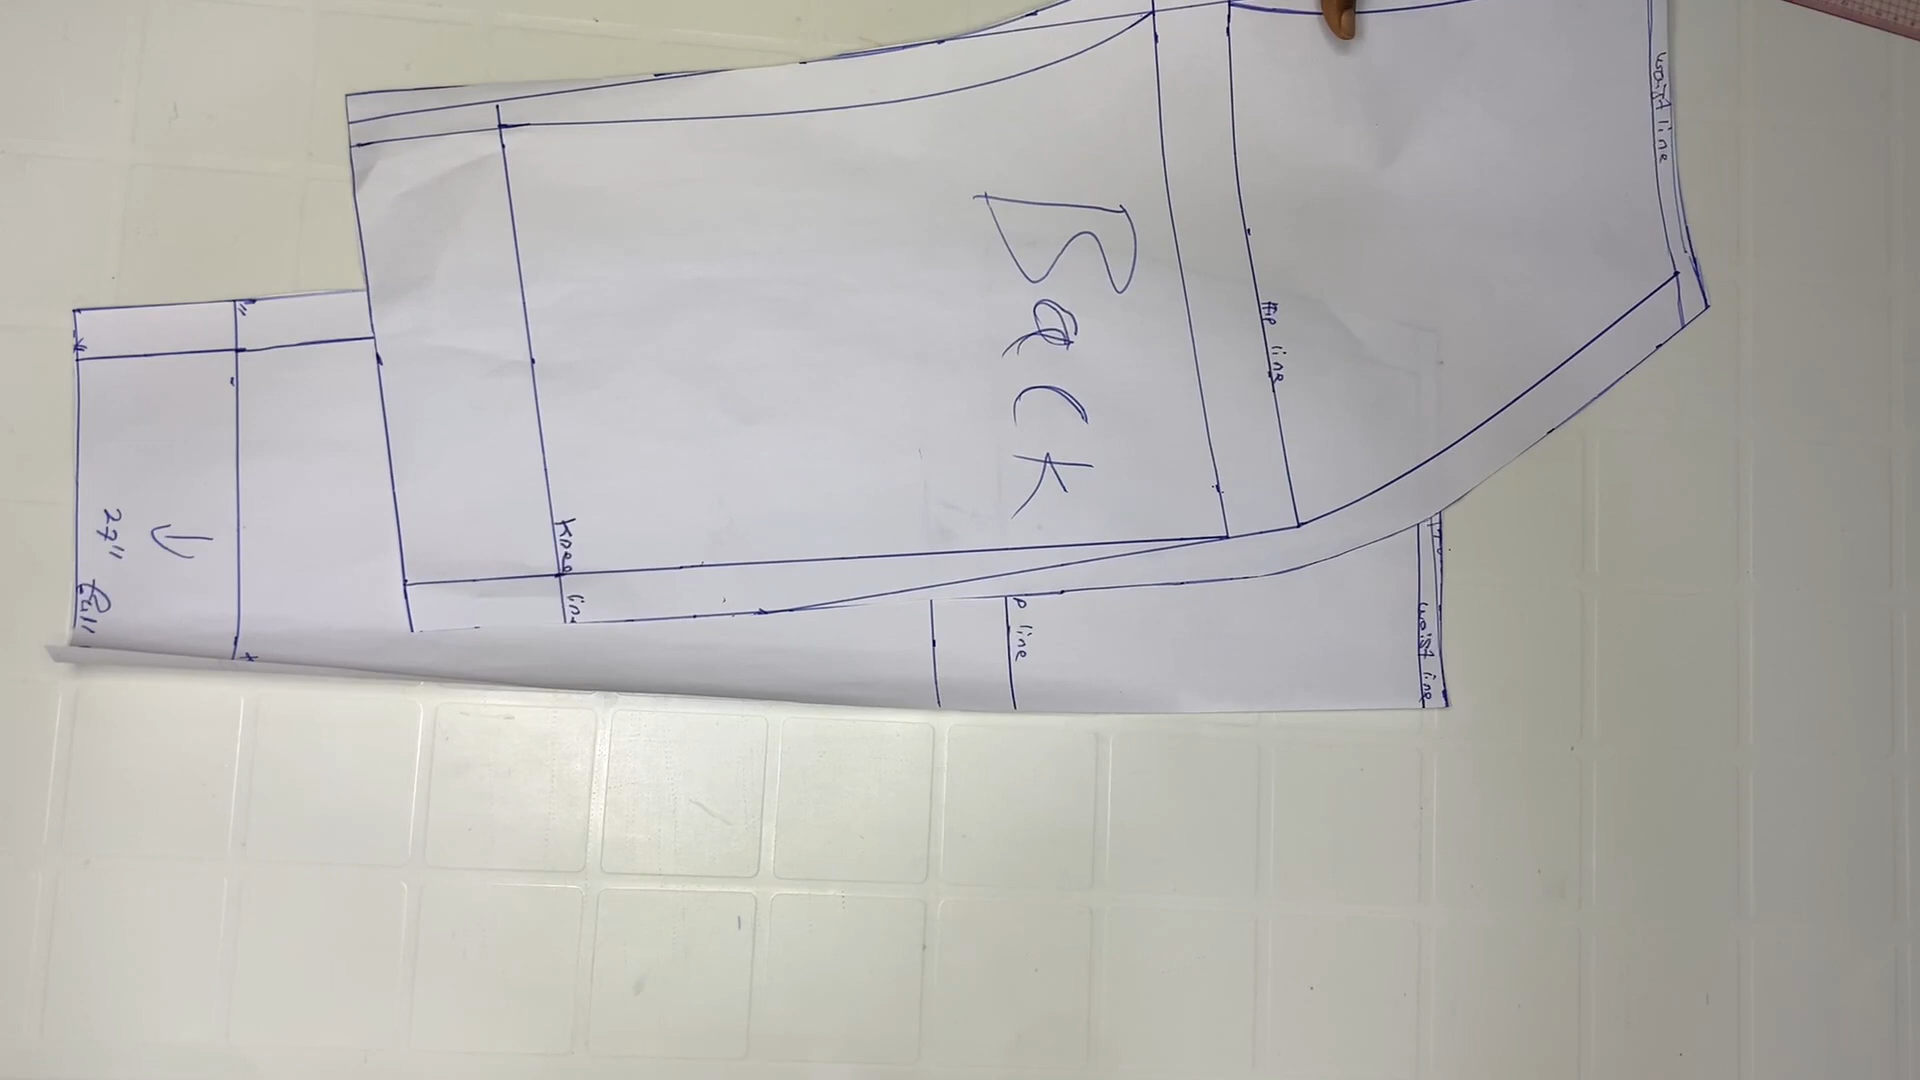 waist line
Hip line
Back
Knee line
p line
waist line
27"
full